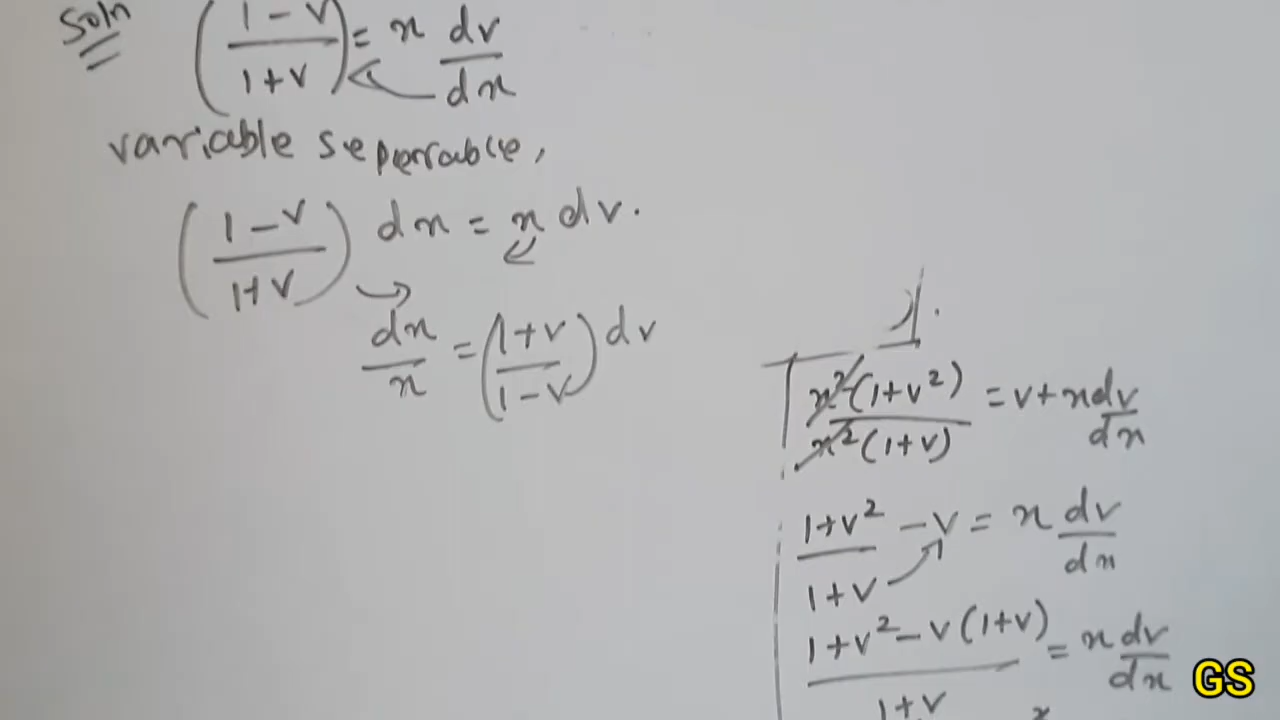 Soln (1-v/1+v) = x dv/dx
variable seperable,
(1-v/1+v) dx = x dv.
dx/x = (1+v/1-v) dv
x²(1+v²)/x²(1+v) = v+x dv/dx
1+v²/1+v - v = x dv/dx
1+v²-v(1+v)/1+v = x dv/dx
GS